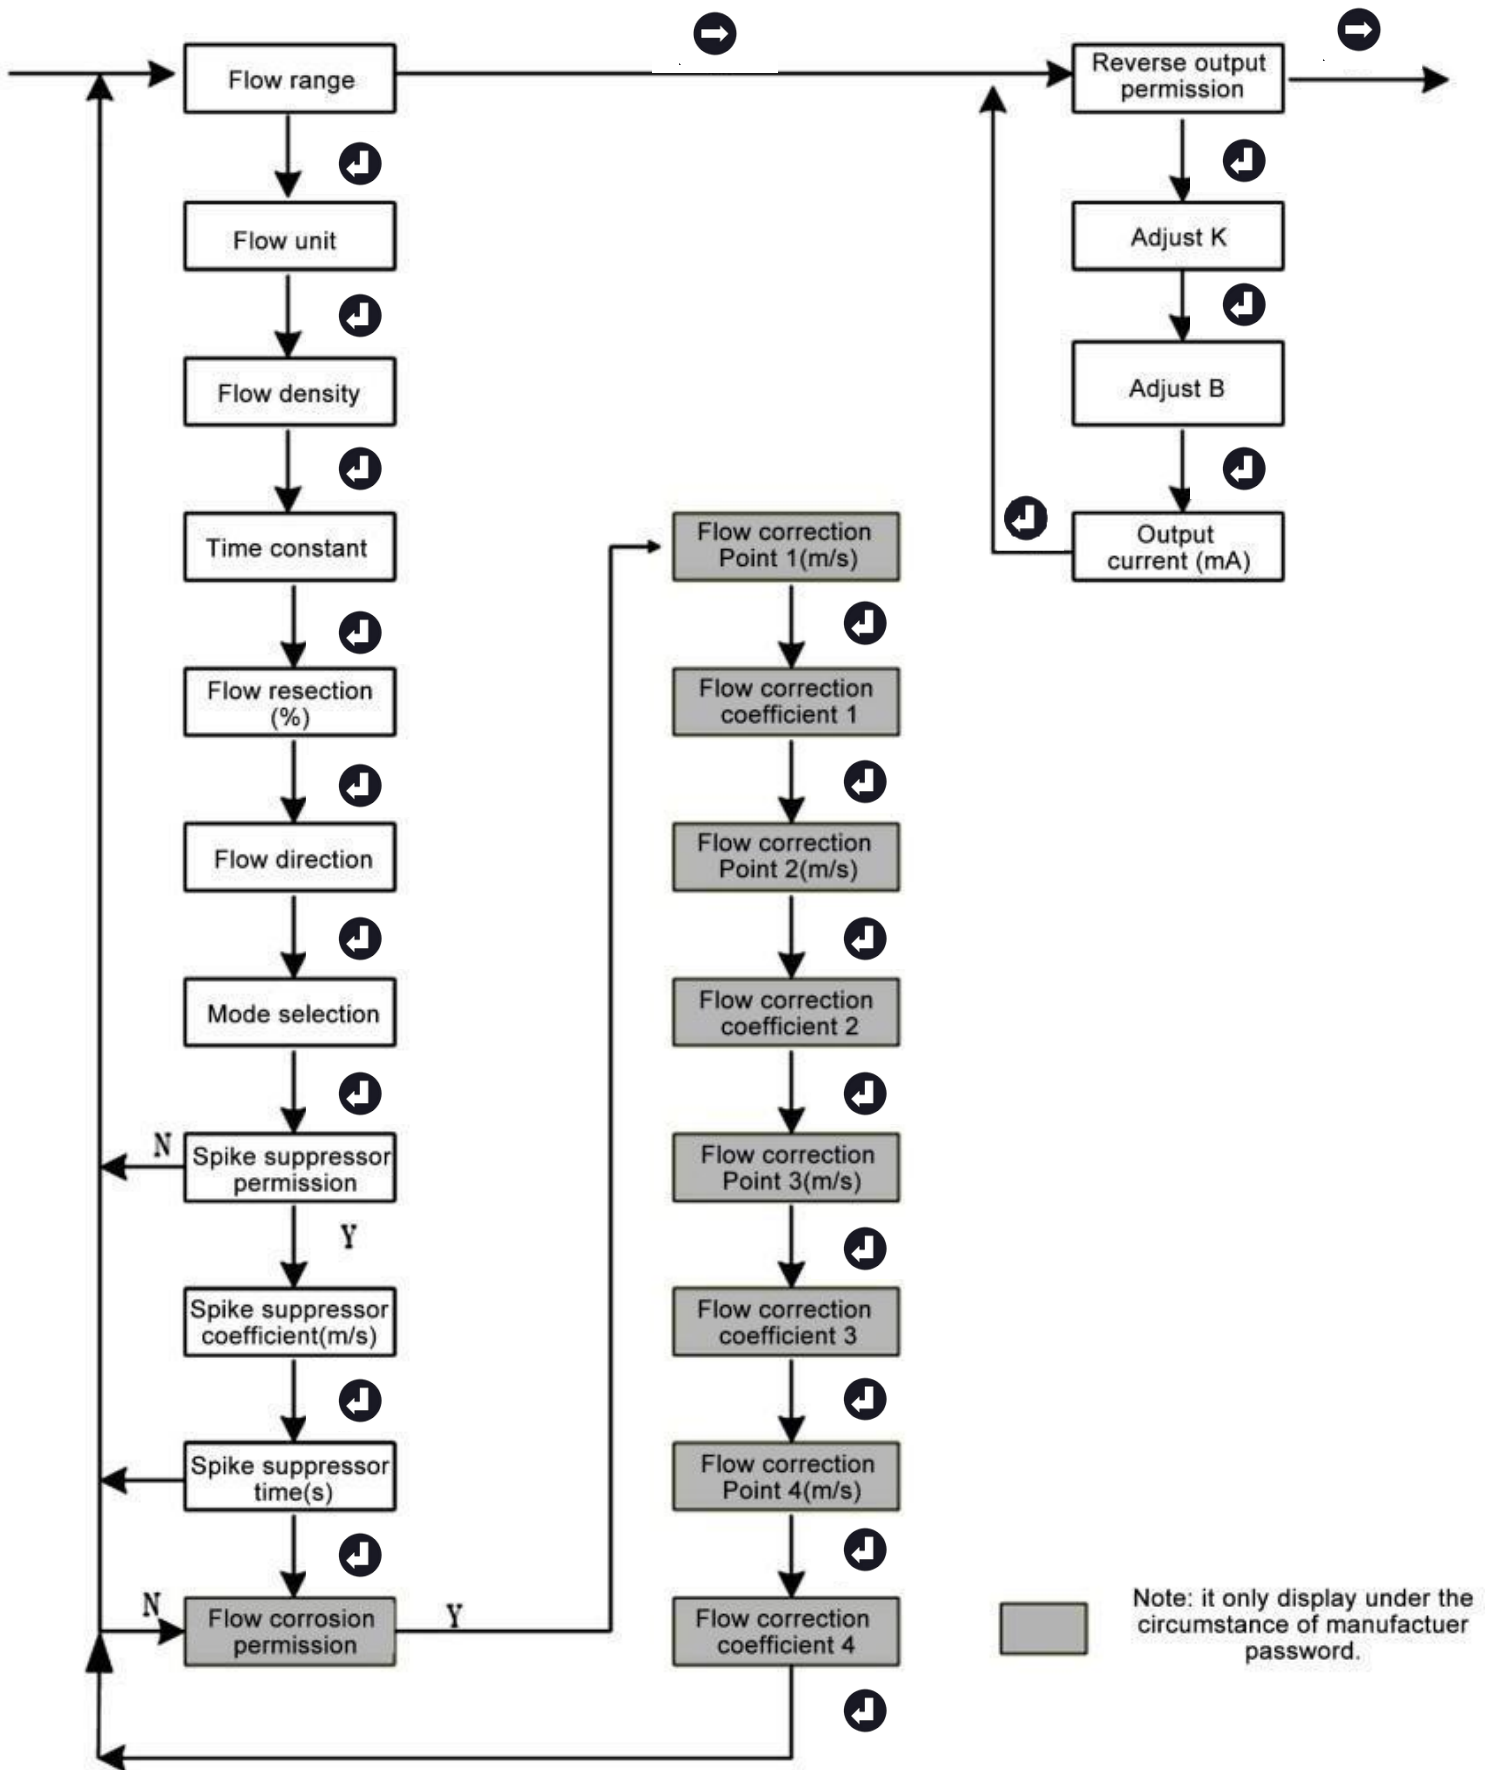 Flow range
Flow unit
Flow density
Time constant
Flow resection
(%)
Flow direction
Mode selection
N
Spike suppressor
permission
Y
Spike suppressor
coefficient(m/s)
Spike suppressor
time(s)
N
Flow corrosion
permission
Y
Flow correction
Point 1(m/s)
Flow correction
coefficient 1
Flow correction
Point 2(m/s)
Flow correction
coefficient 2
Flow correction
Point 3(m/s)
Flow correction
coefficient 3
Flow correction
Point 4(m/s)
Flow correction
coefficient 4
Reverse output
permission
Adjust K
Adjust B
Output
current (mA)
Note: it only display under the
circumstance of manufactuer
password.